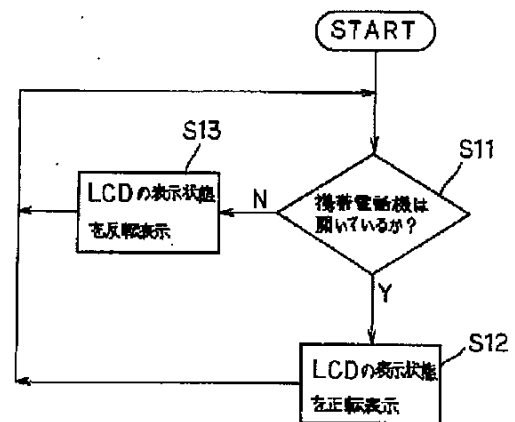 START
S13
S11
LCDの表示状態
を反転表示
N
携帯電話機は
開いているか?
Y
S12
LCDの表示状態
を正転表示